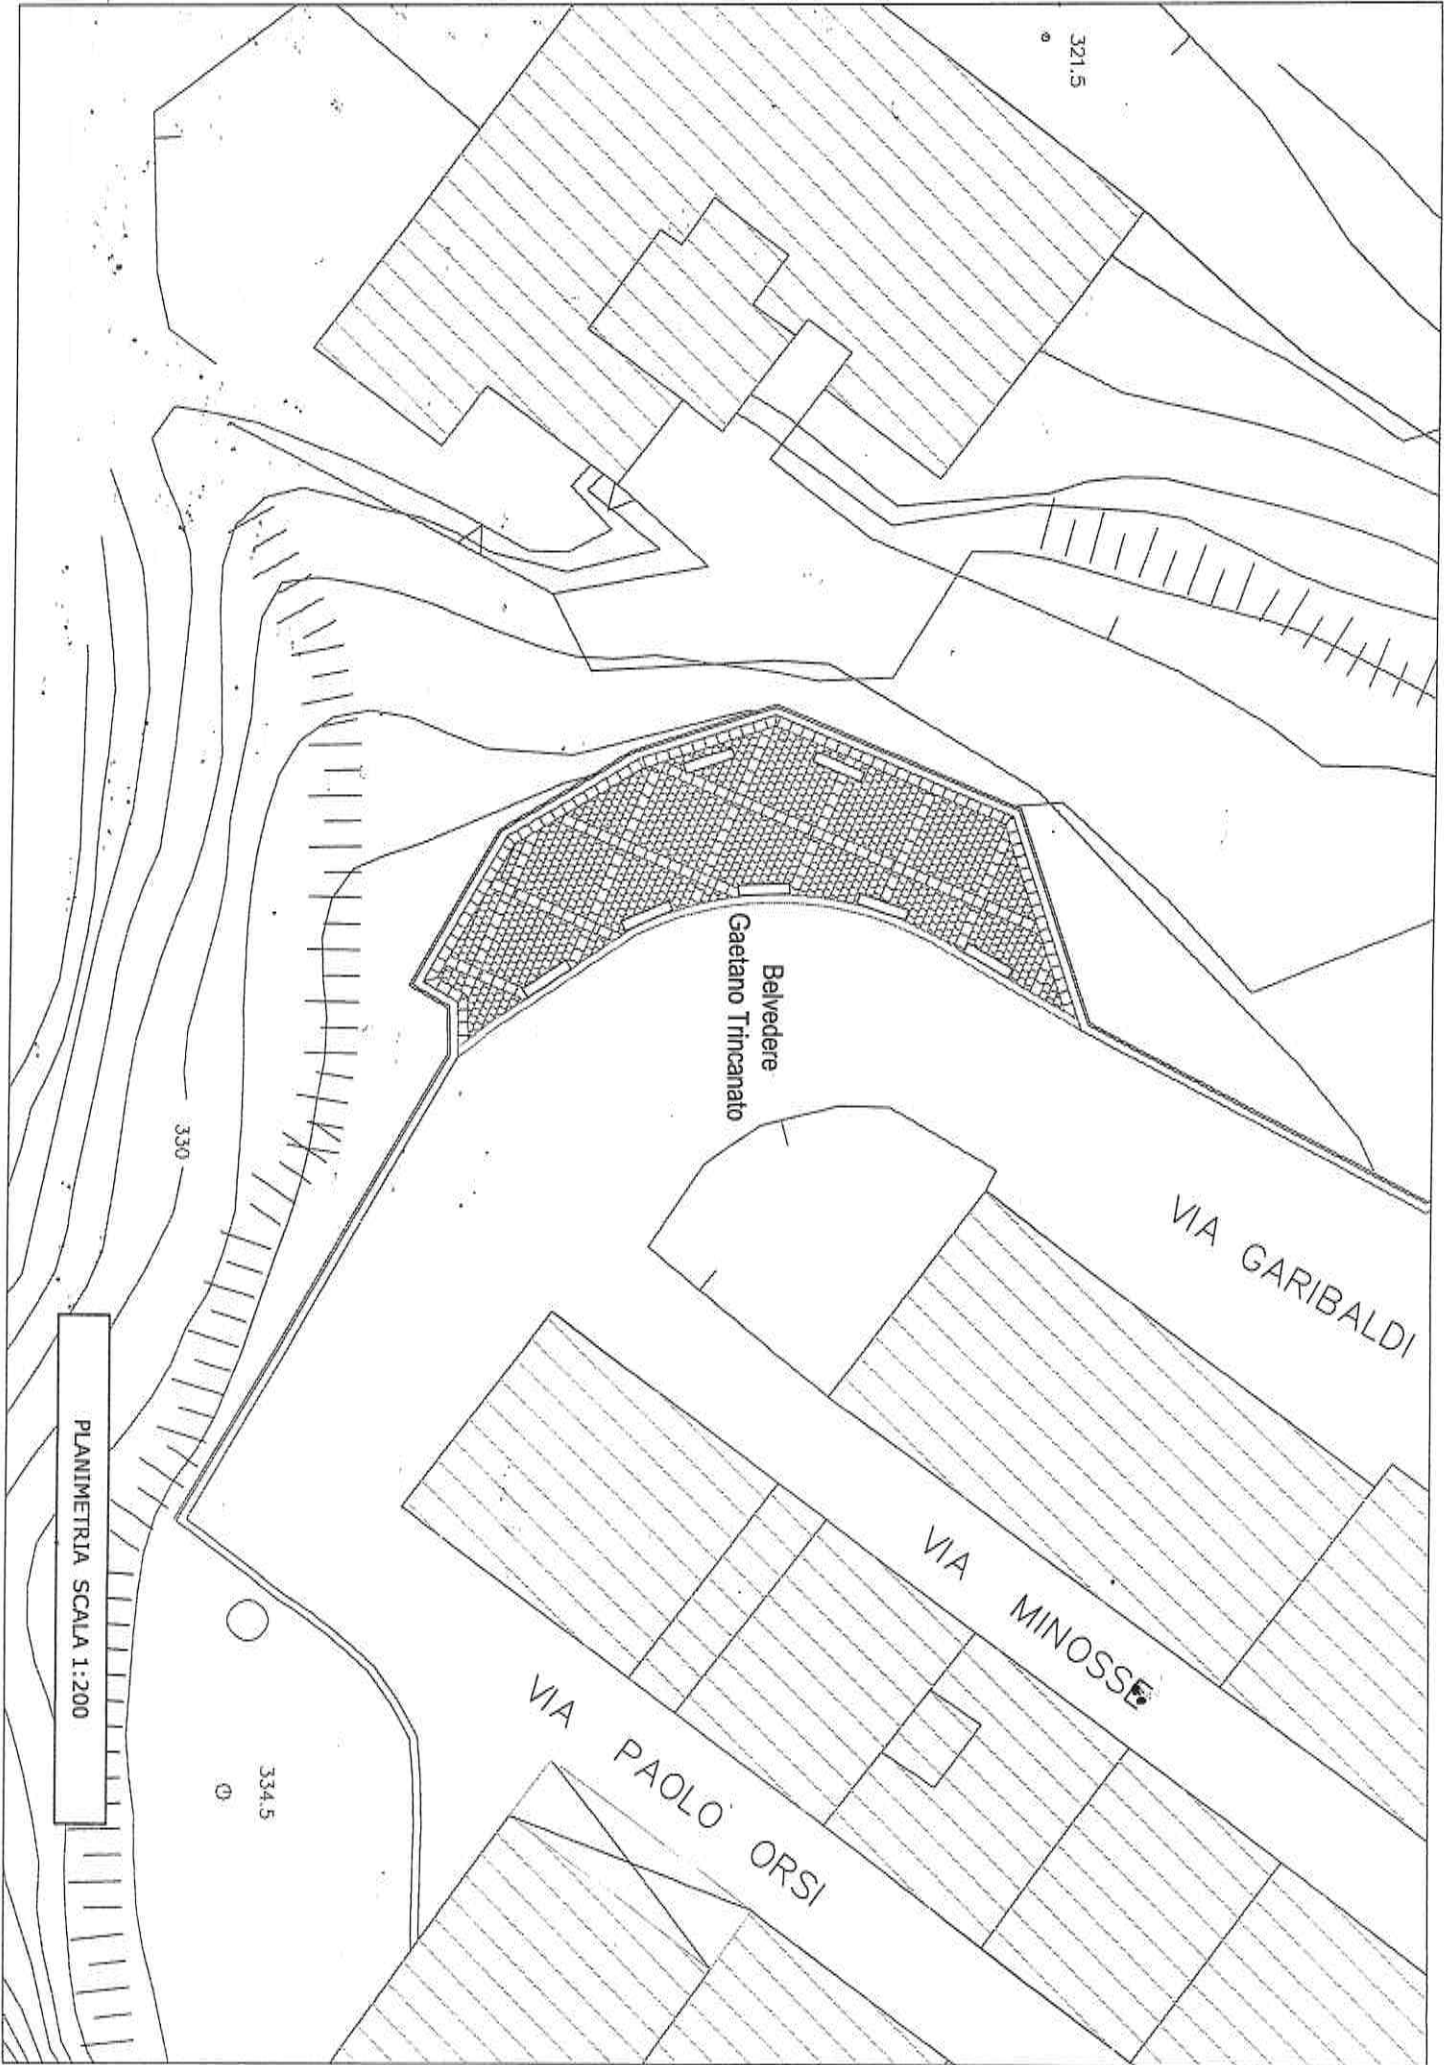 321.5
Belvedere
Gaetano Trincanato
VIA GARIBALDI
VIA MINOSSE
VIA PAOLO ORSI
330
334.5
PLANIMETRIA SCALA 1:200